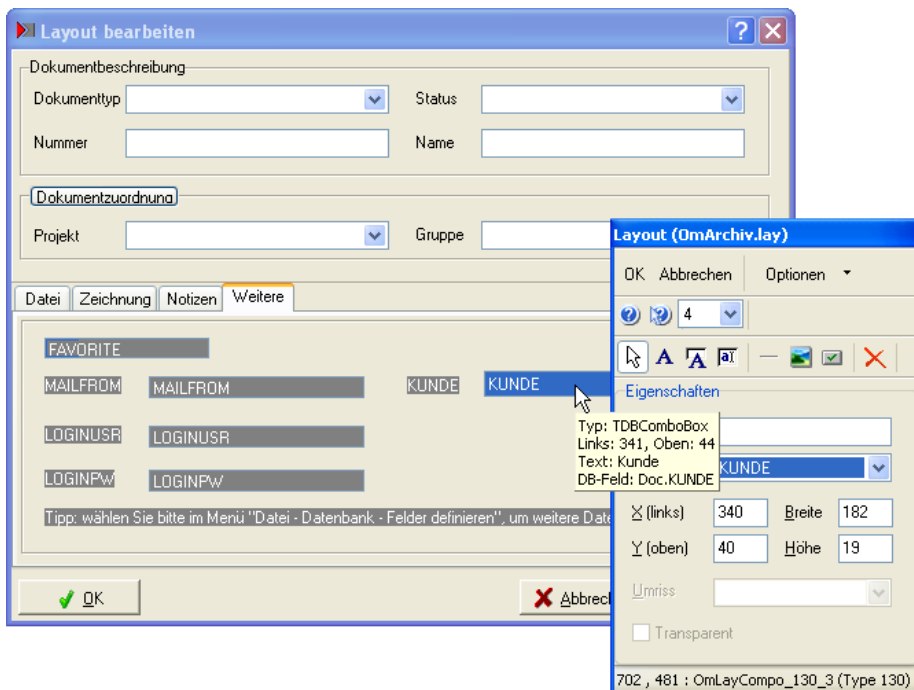 Layout bearbeiten
Dokumentbeschreibung
Dokumenttyp
Status
Nummer
Name
Dokumentzuordnung
Projekt
Gruppe
Datei
Zeichnung
Notizen
Weitere
FAVORITE
MAILFROM
MAILFROM
KUNDE
KUNDE
LOGINUSR
LOGINUSR
LOGINPW
LOGINPW
Tipp: wählen Sie bitte im Menü "Datei - Datenbank - Felder definieren", um weitere Date
OK
Abbrech
Layout (OmArchiv.lay)
OK
Abbrechen
Optionen
4
Eigenschaften
Typ: TDBComboBox
Links: 341, Oben: 44
Text: Kunde
DB-Feld: Doc.KUNDE
KUNDE
X (links)
340
Breite
182
Y (oben)
40
Höhe
19
Umriss
Transparent
702 , 481 : OmLayCompo_130_3 (Type 130)